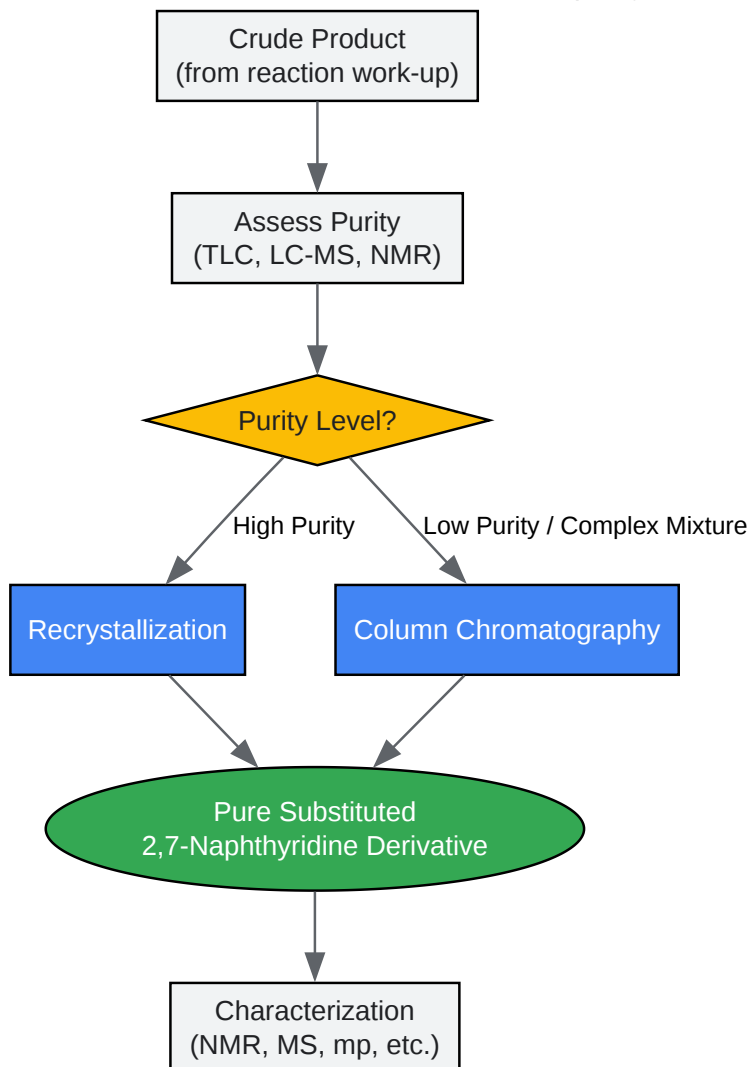 Crude Product
(from reaction work-up)
Assess Purity
(TLC, LC-MS, NMR)
Purity Level?
High Purity
Low Purity / Complex Mixture
Recrystallization
Column Chromatography
Pure Substituted
2,7-Naphthyridine Derivative
Characterization
(NMR, MS, mp, etc.)